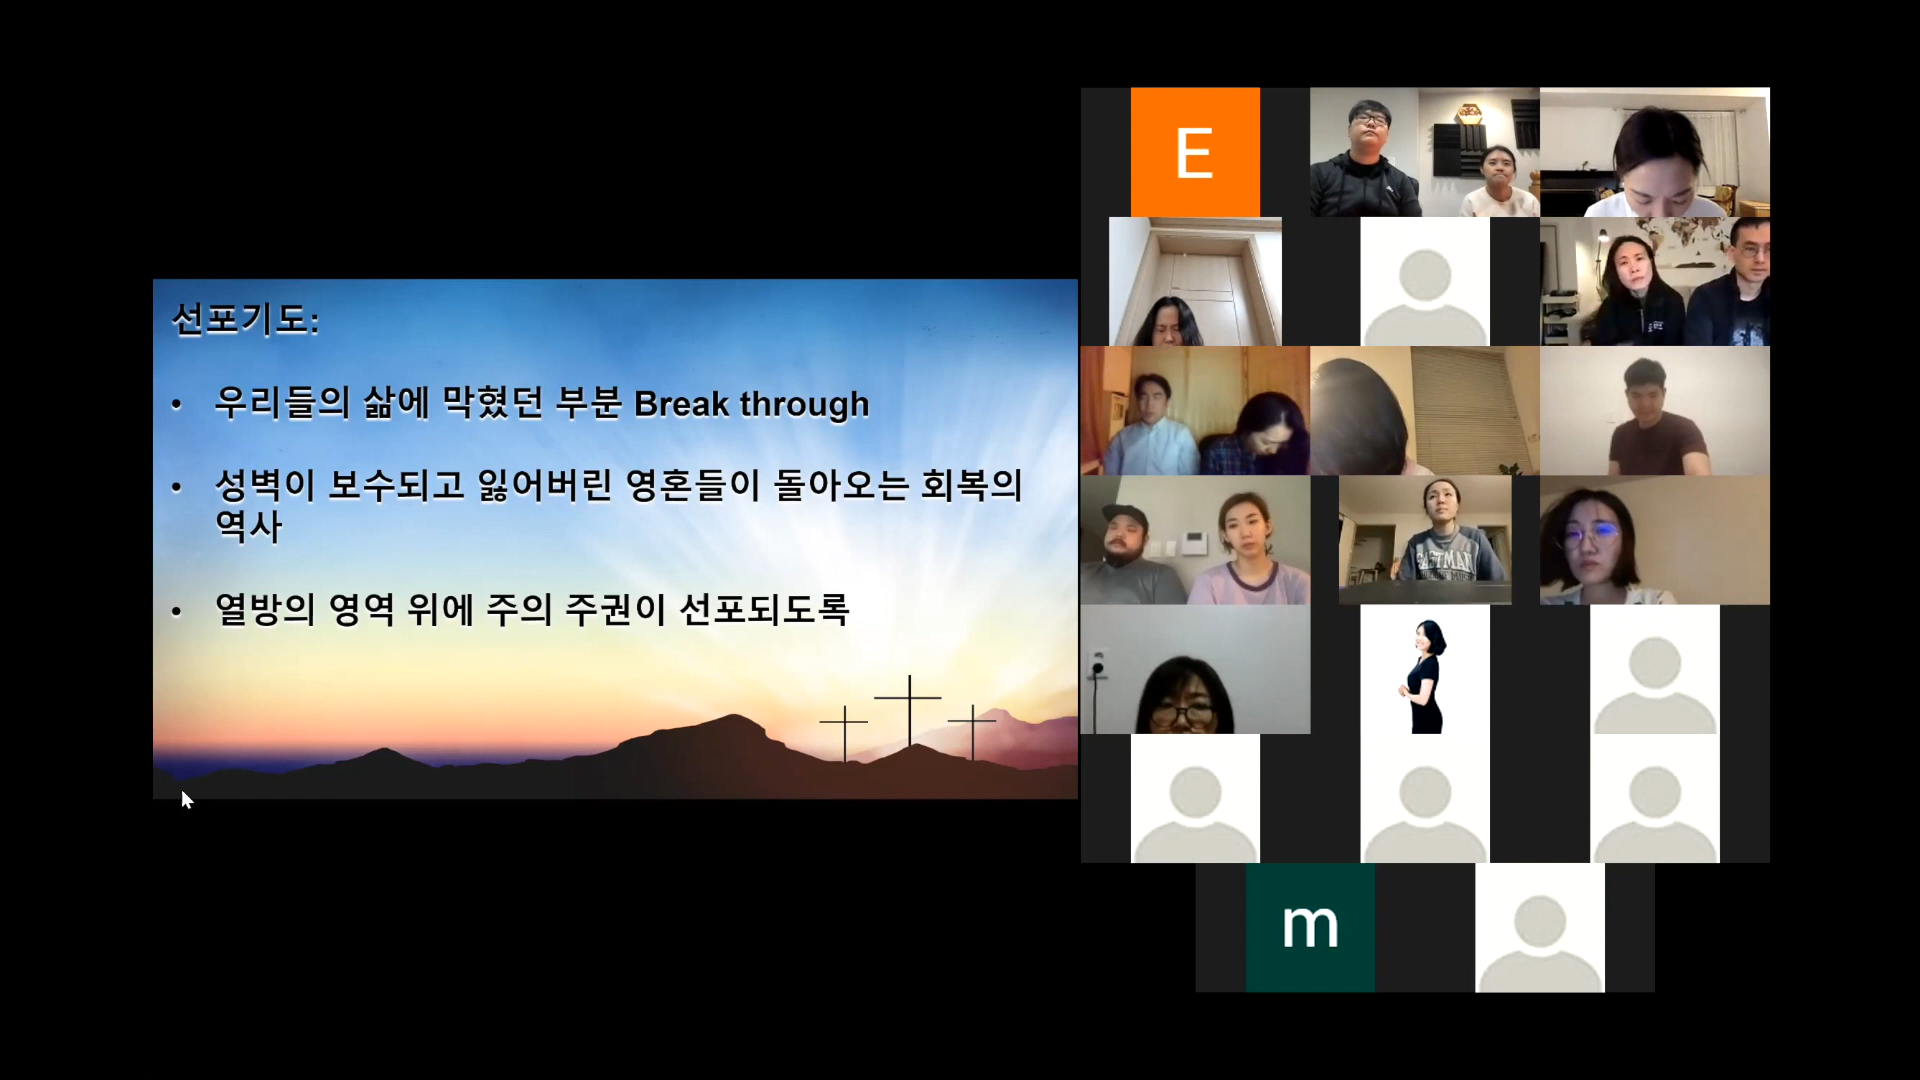 선포기도:
• 우리들의 삶에 막혔던 부분 Break through
• 성벽이 보수되고 잃어버린 영혼들이 돌아오는 회복의
역사
• 열방의 영역 위에 주의 주권이 선포되도록
E
EASTMAN
m